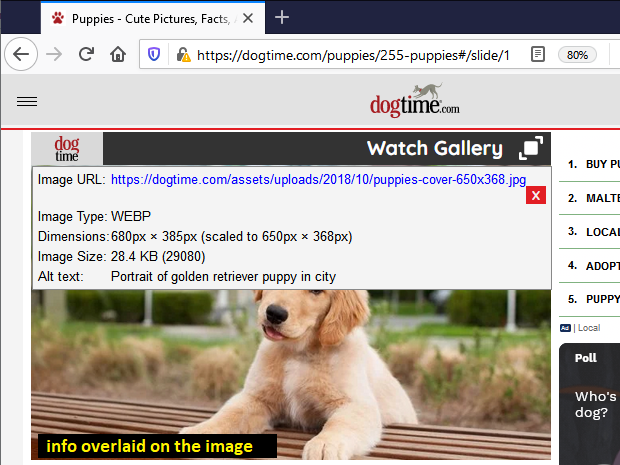 Puppies - Cute Pictures, Facts,
https://dogtime.com/puppies/255-puppies#/slide/1
80%
dogtime.com
dog
time
Watch Gallery
Image URL: https://dogtime.com/assets/uploads/2018/10/puppies-cover-650x368.jpg
X
Image Type: WEBP
Dimensions: 680px × 385px (scaled to 650px × 368px)
Image Size: 28.4 KB (29080)
Alt text: Portrait of golden retriever puppy in city
info overlaid on the image
1. BUY PU
2. MALTE
3. LOCAL
4. ADOPT
5. PUPPY
Ad | Local
Poll
Who's
dog?